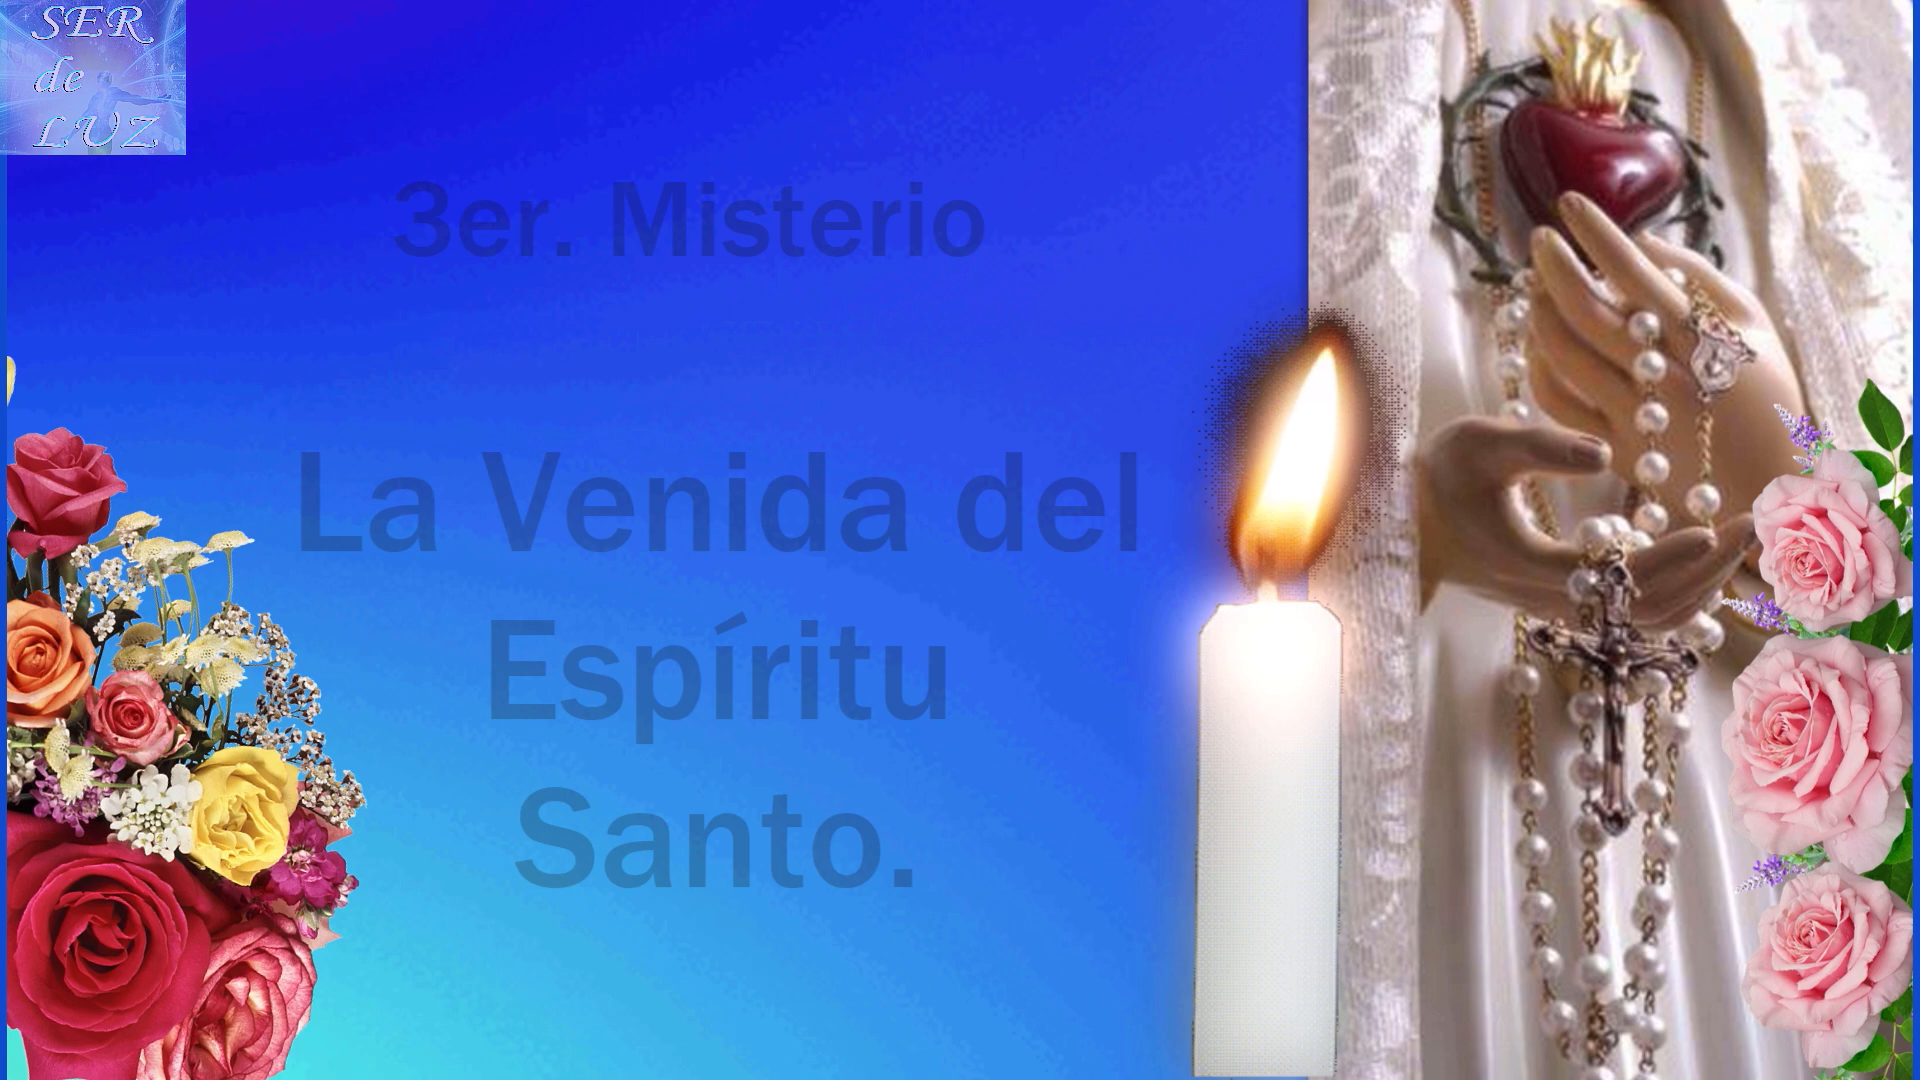 SER
de
LUZ
3er. Misterio
La Venida del
Espíritu
Santo.